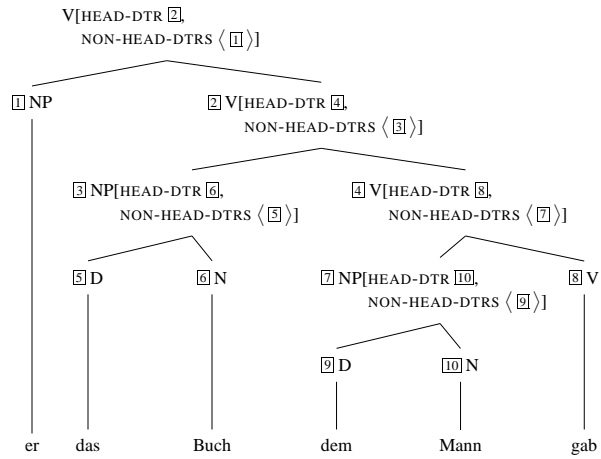 V[HEAD-DTR 2,
NON-HEAD-DTRS ⟨ 1 ⟩]
1 NP
2 V[HEAD-DTR 4,
NON-HEAD-DTRS ⟨ 3 ⟩]
3 NP[HEAD-DTR 6,
NON-HEAD-DTRS ⟨ 5 ⟩]
4 V[HEAD-DTR 8,
NON-HEAD-DTRS ⟨ 7 ⟩]
5 D
6 N
7 NP[HEAD-DTR 10,
NON-HEAD-DTRS ⟨ 9 ⟩]
8 V
9 D
10 N
er das Buch dem Mann gab